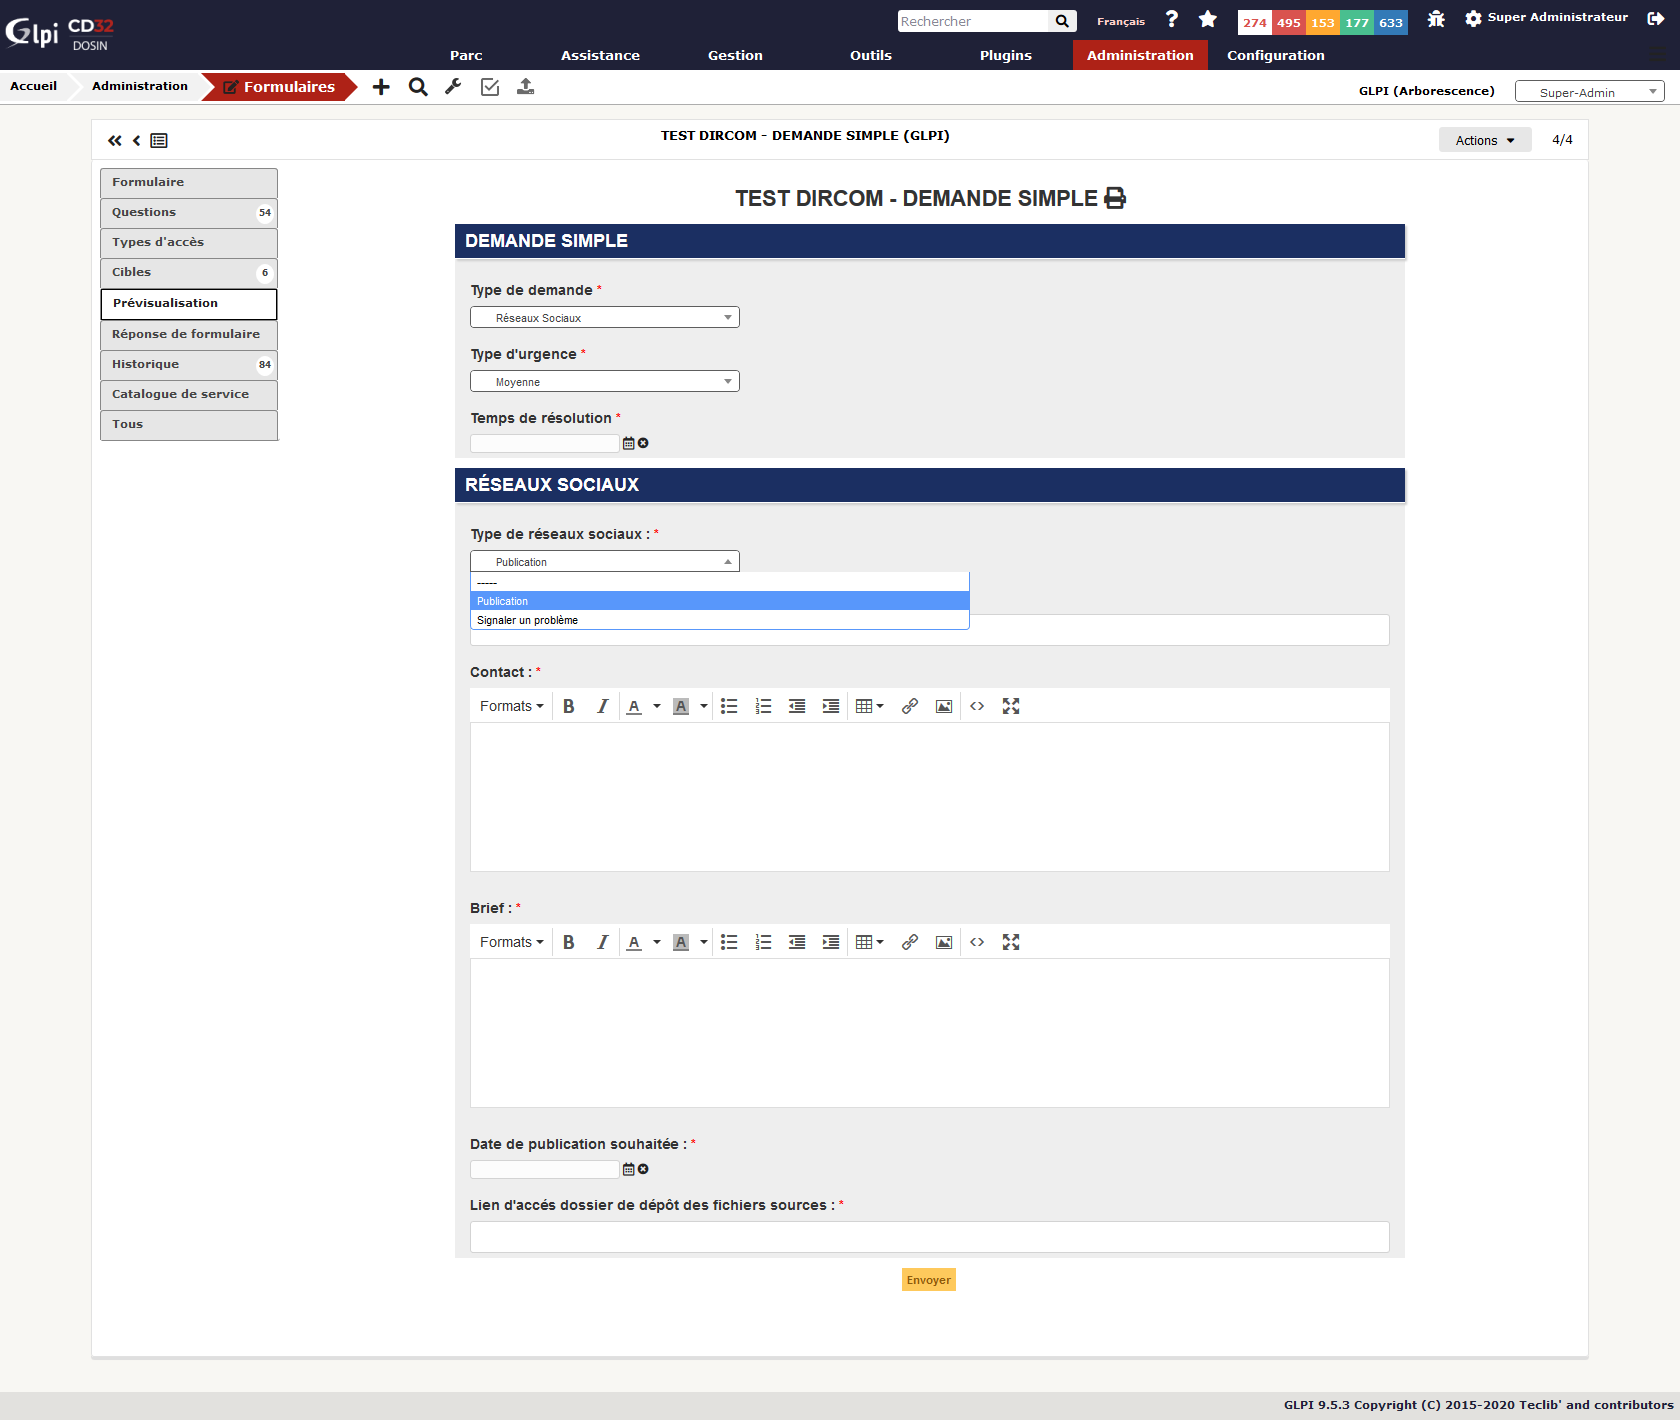 Glpi CD32
DOSIN
Rechercher
Français
274 495 153 177 633
Super Administrateur
Parc Assistance Gestion Outils Plugins Administration Configuration
Accueil Administration Formulaires
GLPI (Arborescence) Super-Admin
TEST DIRCOM - DEMANDE SIMPLE (GLPI)
Actions 4/4
Formulaire
Questions 54
Types d'accès
Cibles 6
Prévisualisation
Réponse de formulaire
Historique 84
Catalogue de service
Tous
TEST DIRCOM - DEMANDE SIMPLE
DEMANDE SIMPLE
Type de demande *
Réseaux Sociaux
Type d'urgence *
Moyenne
Temps de résolution *
RÉSEAUX SOCIAUX
Type de réseaux sociaux : *
Publication
-----
Publication
Signaler un problème
Contact : *
Formats B I A A
Brief : *
Formats B I A A
Date de publication souhaitée : *
Lien d'accés dossier de dépôt des fichiers sources : *
Envoyer
GLPI 9.5.3 Copyright (C) 2015-2020 Teclib' and contributors